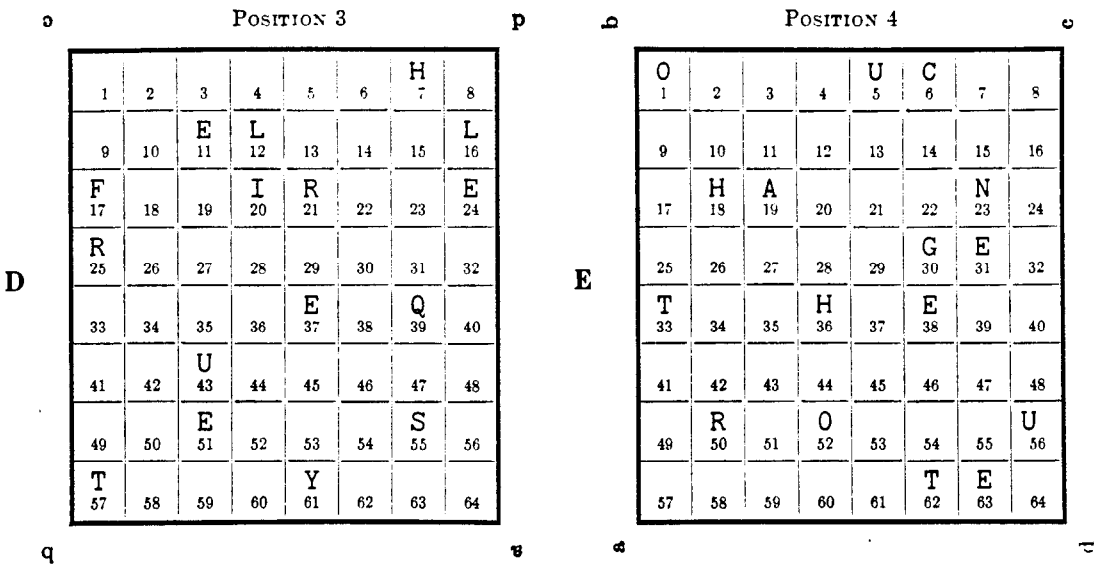 c POSITION 3 d
H
1 2 3 4 5 6 7 8
E L L
9 10 11 12 13 14 15 16
F I R E
17 18 19 20 21 22 23 24
R
25 26 27 28 29 30 31 32
D
E Q
33 34 35 36 37 38 39 40
U
41 42 43 44 45 46 47 48
E S
49 50 51 52 53 54 55 56
T Y
57 58 59 60 61 62 63 64
b a
b POSITION 4 c
O U C
1 2 3 4 5 6 7 8
9 10 11 12 13 14 15 16
H A N
17 18 19 20 21 22 23 24
G E
25 26 27 28 29 30 31 32
E
T H E
33 34 35 36 37 38 39 40
41 42 43 44 45 46 47 48
R O U
49 50 51 52 53 54 55 56
T E
57 58 59 60 61 62 63 64
a d